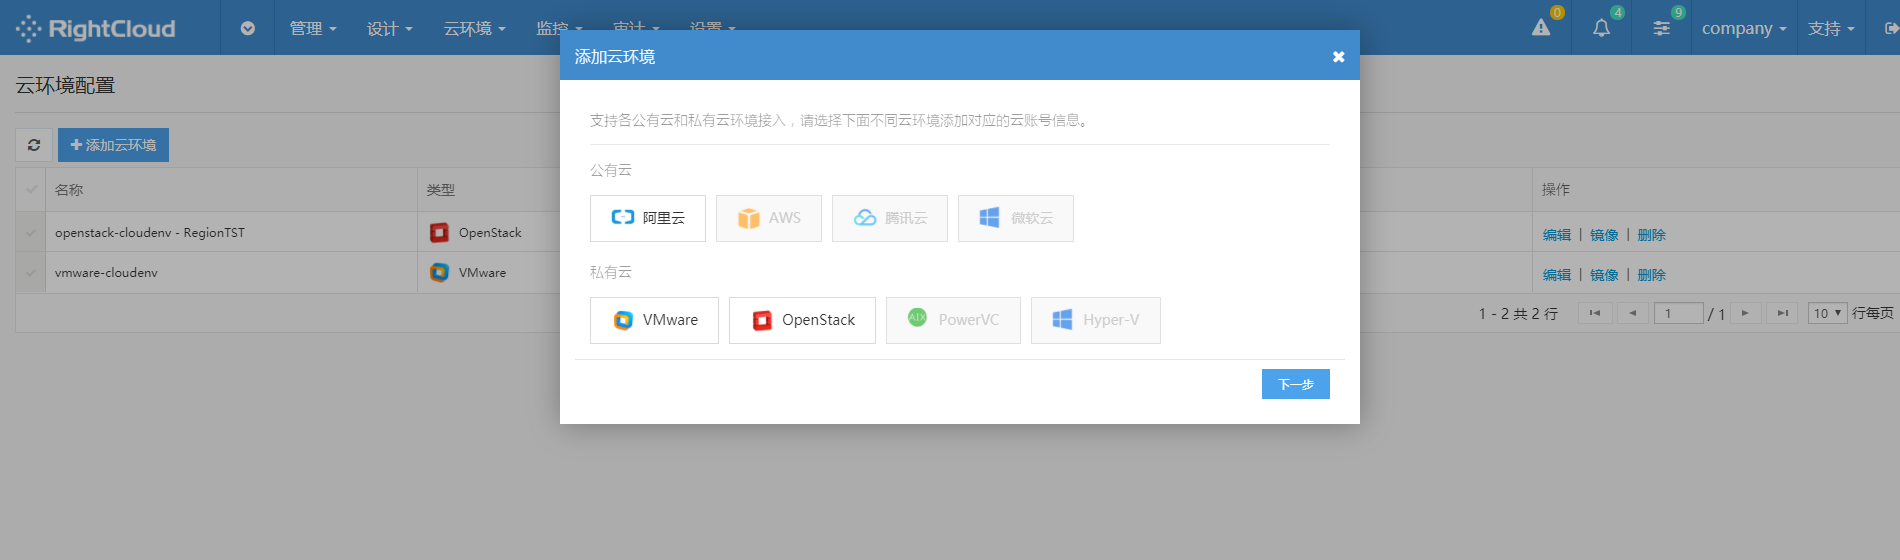 RightCloud 管理 设计 云环境 监控 审计 设置 0 4 9 company 支持
添加云环境
云环境配置
支持各公有云和私有云环境接入，请选择下面不同云环境添加对应的云账号信息。
添加云环境
公有云
名称 类型 操作
阿里云 AWS 腾讯云 微软云
openstack-cloudenv - RegionTST OpenStack 编辑 | 镜像 | 删除
私有云
vmware-cloudenv VMware 编辑 | 镜像 | 删除
VMware OpenStack AIX PowerVC Hyper-V
1 - 2 共 2 行 1 / 1 10 行每页
下一步